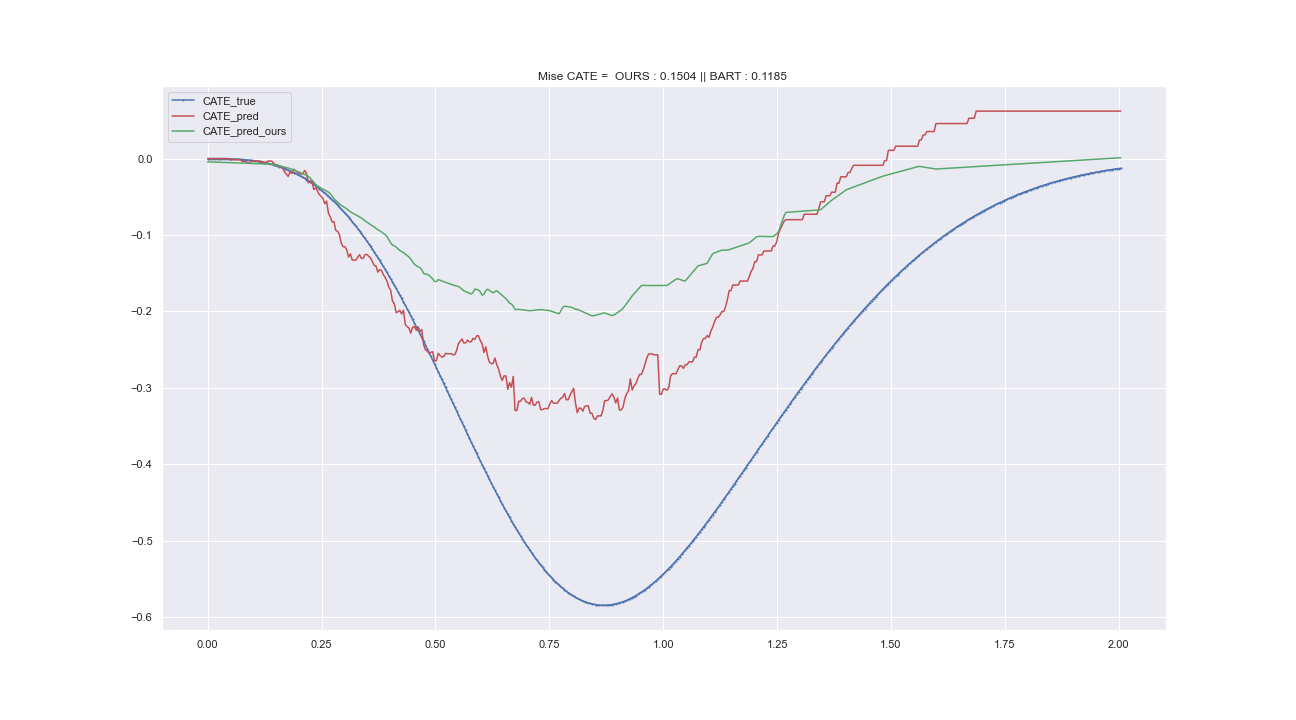 Mise CATE =  OURS : 0.1504 || BART : 0.1185
CATE_true
CATE_pred
CATE_pred_ours
0.0
−0.1
−0.2
−0.3
−0.4
−0.5
−0.6
0.00 0.25 0.50 0.75 1.00 1.25 1.50 1.75 2.00